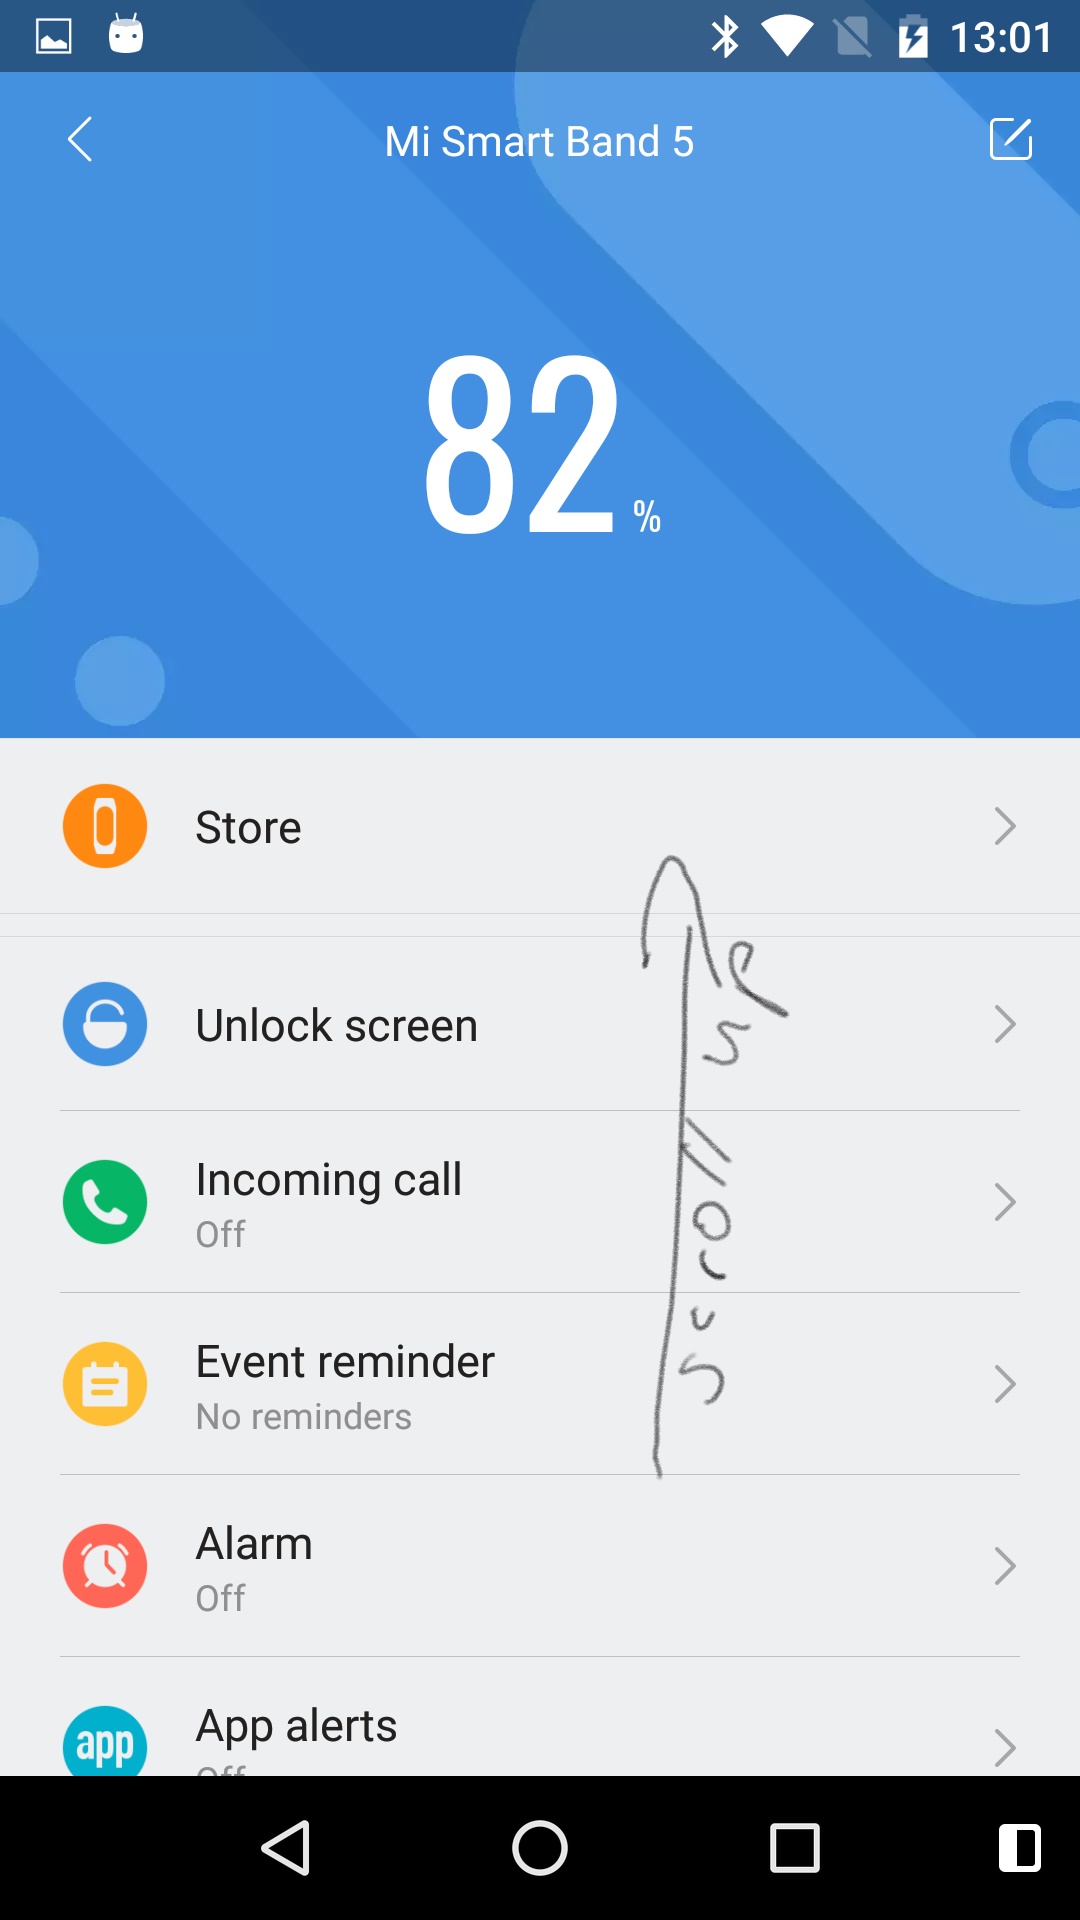 13:01
Mi Smart Band 5
82 %
Store
Unlock screen
Incoming call
Off
Event reminder
No reminders
Alarm
Off
app
App alerts
Off
scroll up